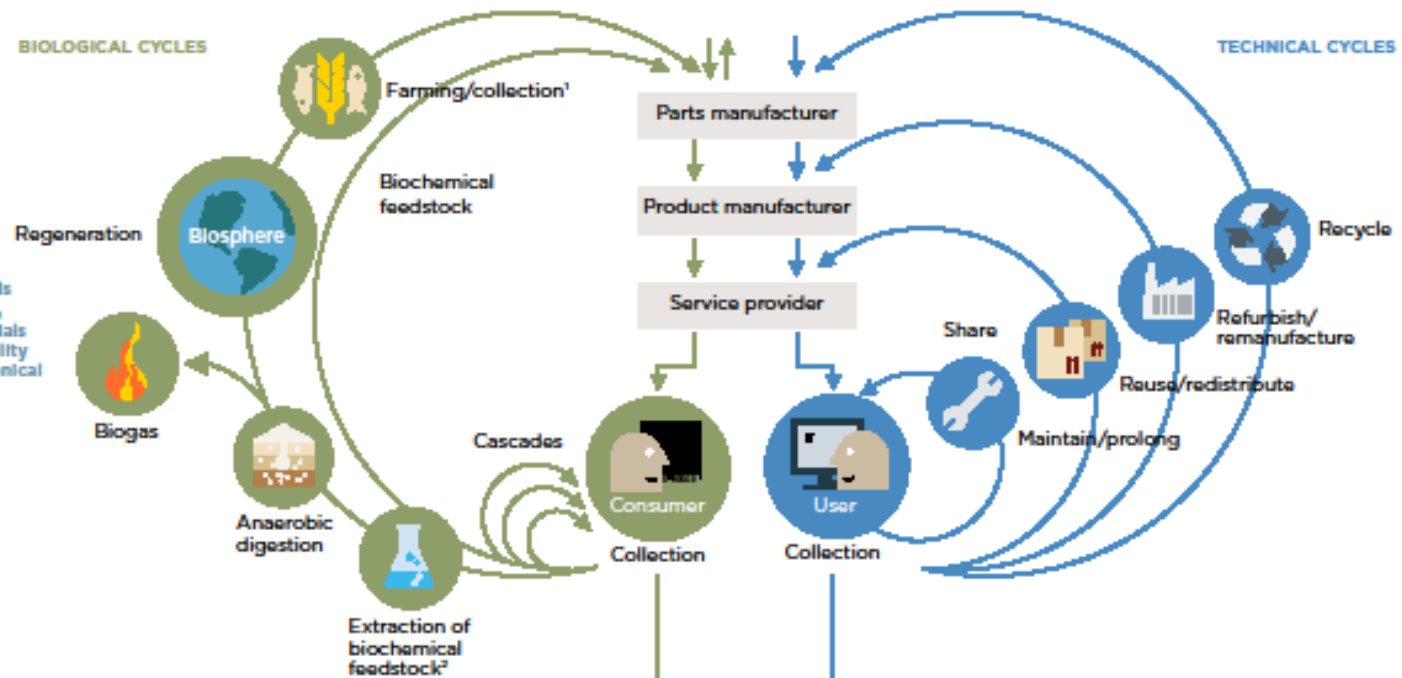 BIOLOGICAL CYCLES
TECHNICAL CYCLES
Farming/collection¹
Parts manufacturer
Biochemical
feedstock
Product manufacturer
Regeneration
Biosphere
Recycle
Service provider
Share
Refurbish/
remanufacture
Reuse/redistribute
Biogas
Cascades
Maintain/prolong
Consumer
User
Anaerobic
digestion
Collection
Collection
Extraction of
biochemical
feedstock²